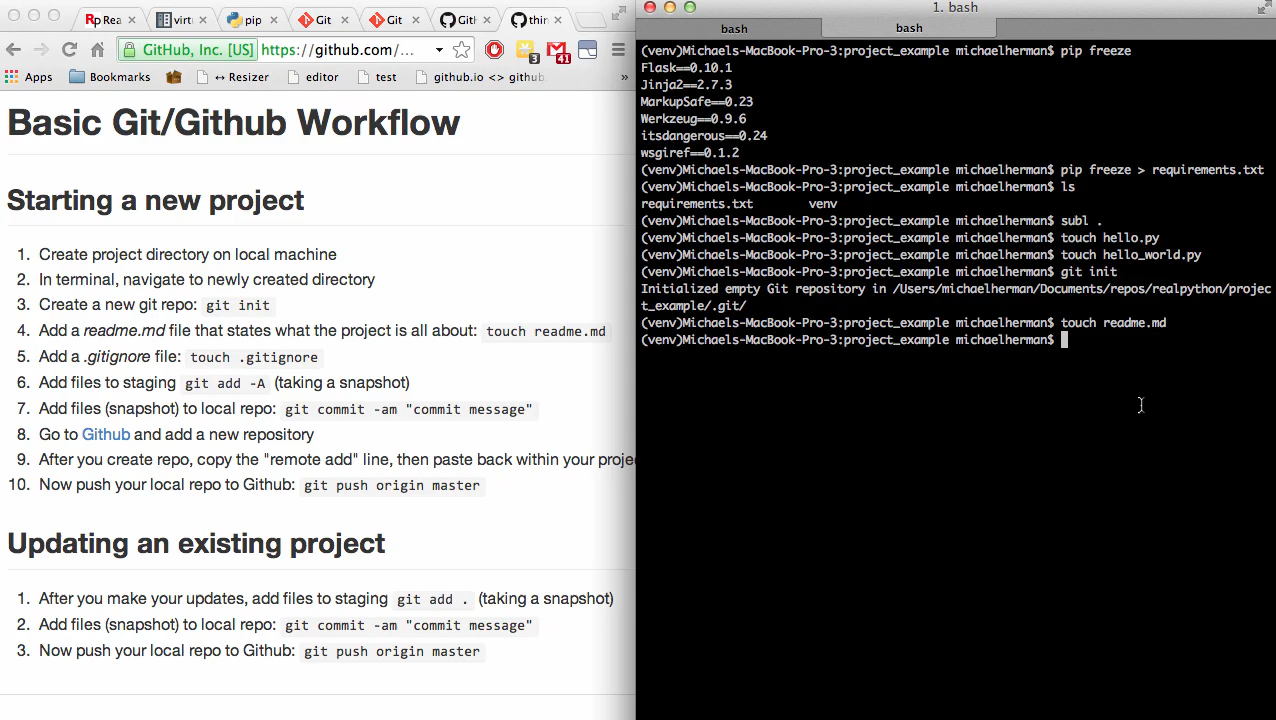 Rea
virtu
pip
Git
Git
Gith
thin
GitHub, Inc. [US]
https://github.com/...
3
41
Apps
Bookmarks
↔ Resizer
editor
test
github.io <> github
»
Basic Git/Github Workflow
Starting a new project
1. Create project directory on local machine
2. In terminal, navigate to newly created directory
3. Create a new git repo: git init
4. Add a readme.md file that states what the project is all about: touch readme.md
5. Add a .gitignore file: touch .gitignore
6. Add files to staging git add -A (taking a snapshot)
7. Add files (snapshot) to local repo: git commit -am "commit message"
8. Go to Github and add a new repository
9. After you create repo, copy the "remote add" line, then paste back within your proje
10. Now push your local repo to Github: git push origin master
Updating an existing project
1. After you make your updates, add files to staging git add . (taking a snapshot)
2. Add files (snapshot) to local repo: git commit -am "commit message"
3. Now push your local repo to Github: git push origin master
1. bash
bash
bash
(venv)Michaels-MacBook-Pro-3:project_example michaelherman$ pip freeze
Flask==0.10.1
Jinja2==2.7.3
MarkupSafe==0.23
Werkzeug==0.9.6
itsdangerous==0.24
wsgiref==0.1.2
(venv)Michaels-MacBook-Pro-3:project_example michaelherman$ pip freeze > requirements.txt
(venv)Michaels-MacBook-Pro-3:project_example michaelherman$ ls
requirements.txt venv
(venv)Michaels-MacBook-Pro-3:project_example michaelherman$ subl .
(venv)Michaels-MacBook-Pro-3:project_example michaelherman$ touch hello.py
(venv)Michaels-MacBook-Pro-3:project_example michaelherman$ touch hello_world.py
(venv)Michaels-MacBook-Pro-3:project_example michaelherman$ git init
Initialized empty Git repository in /Users/michaelherman/Documents/repos/realpython/projec
t_example/.git/
(venv)Michaels-MacBook-Pro-3:project_example michaelherman$ touch readme.md
(venv)Michaels-MacBook-Pro-3:project_example michaelherman$